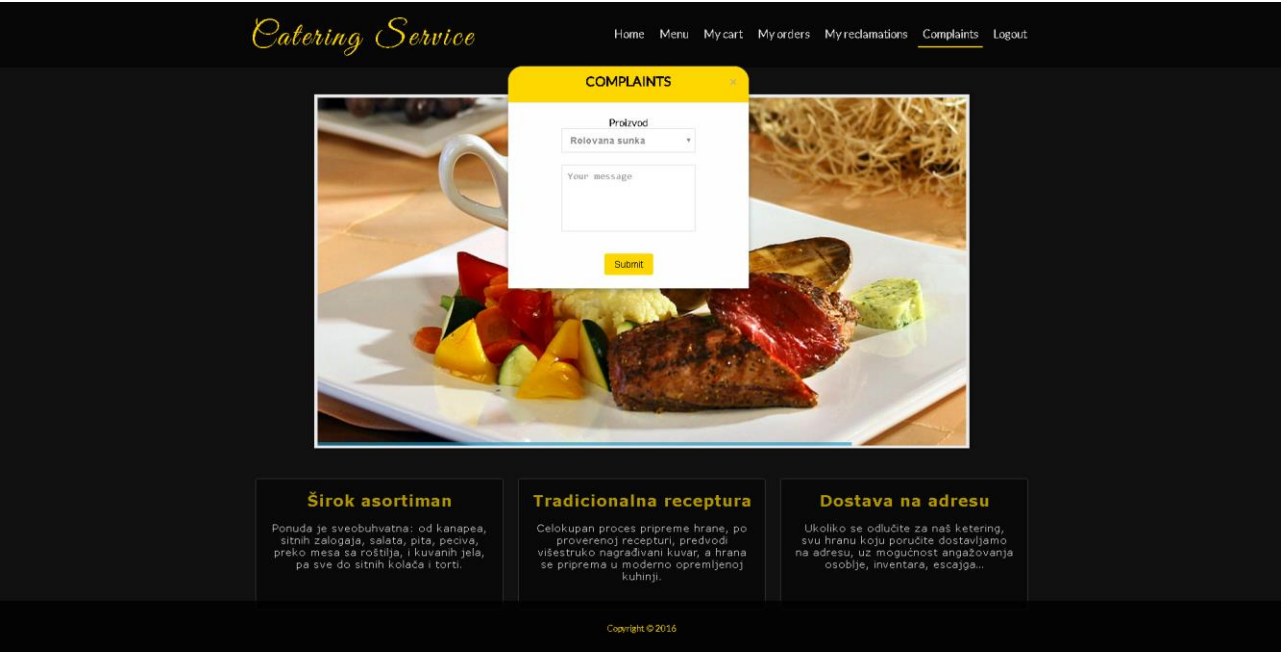 Catering Service
Home Menu My cart My orders My reclamations Complaints Logout
COMPLAINTS ×
Proizvod
Rolovana sunka
Your message
Submit
Širok asortiman
Ponuda je sveobuhvatna: od kanapea,
sitnih zalogaja, salata, pita, peciva,
preko mesa sa roštilja, i kuvanih jela,
pa sve do sitnih kolača i torti.
Tradicionalna receptura
Celokupan proces pripreme hrane, po
proverenoj recepturi, predvodi
višestruko nagrađivani kuvar, a hrana
se priprema u moderno opremljenoj
kuhinji.
Dostava na adresu
Ukoliko se odlučite za naš ketering,
svu hranu koju poručite dostavljamo
na adresu, uz mogućnost angažovanja
osoblje, inventara, escajga...
Copyright © 2016